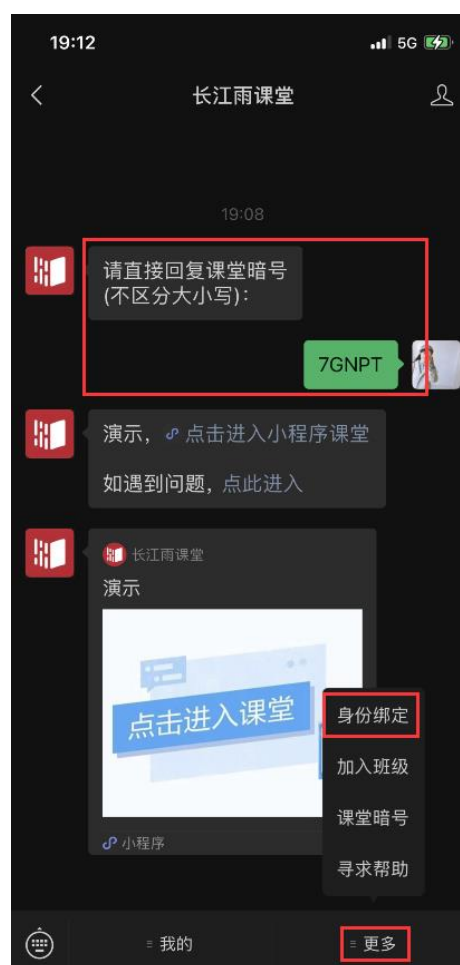 19:12
5G
长江雨课堂
19:08
请直接回复课堂暗号
(不区分大小写):
7GNPT
演示, 点击进入小程序课堂
如遇到问题, 点此进入
长江雨课堂
演示
点击进入课堂
身份绑定
加入班级
课堂暗号
小程序
寻求帮助
我的
更多